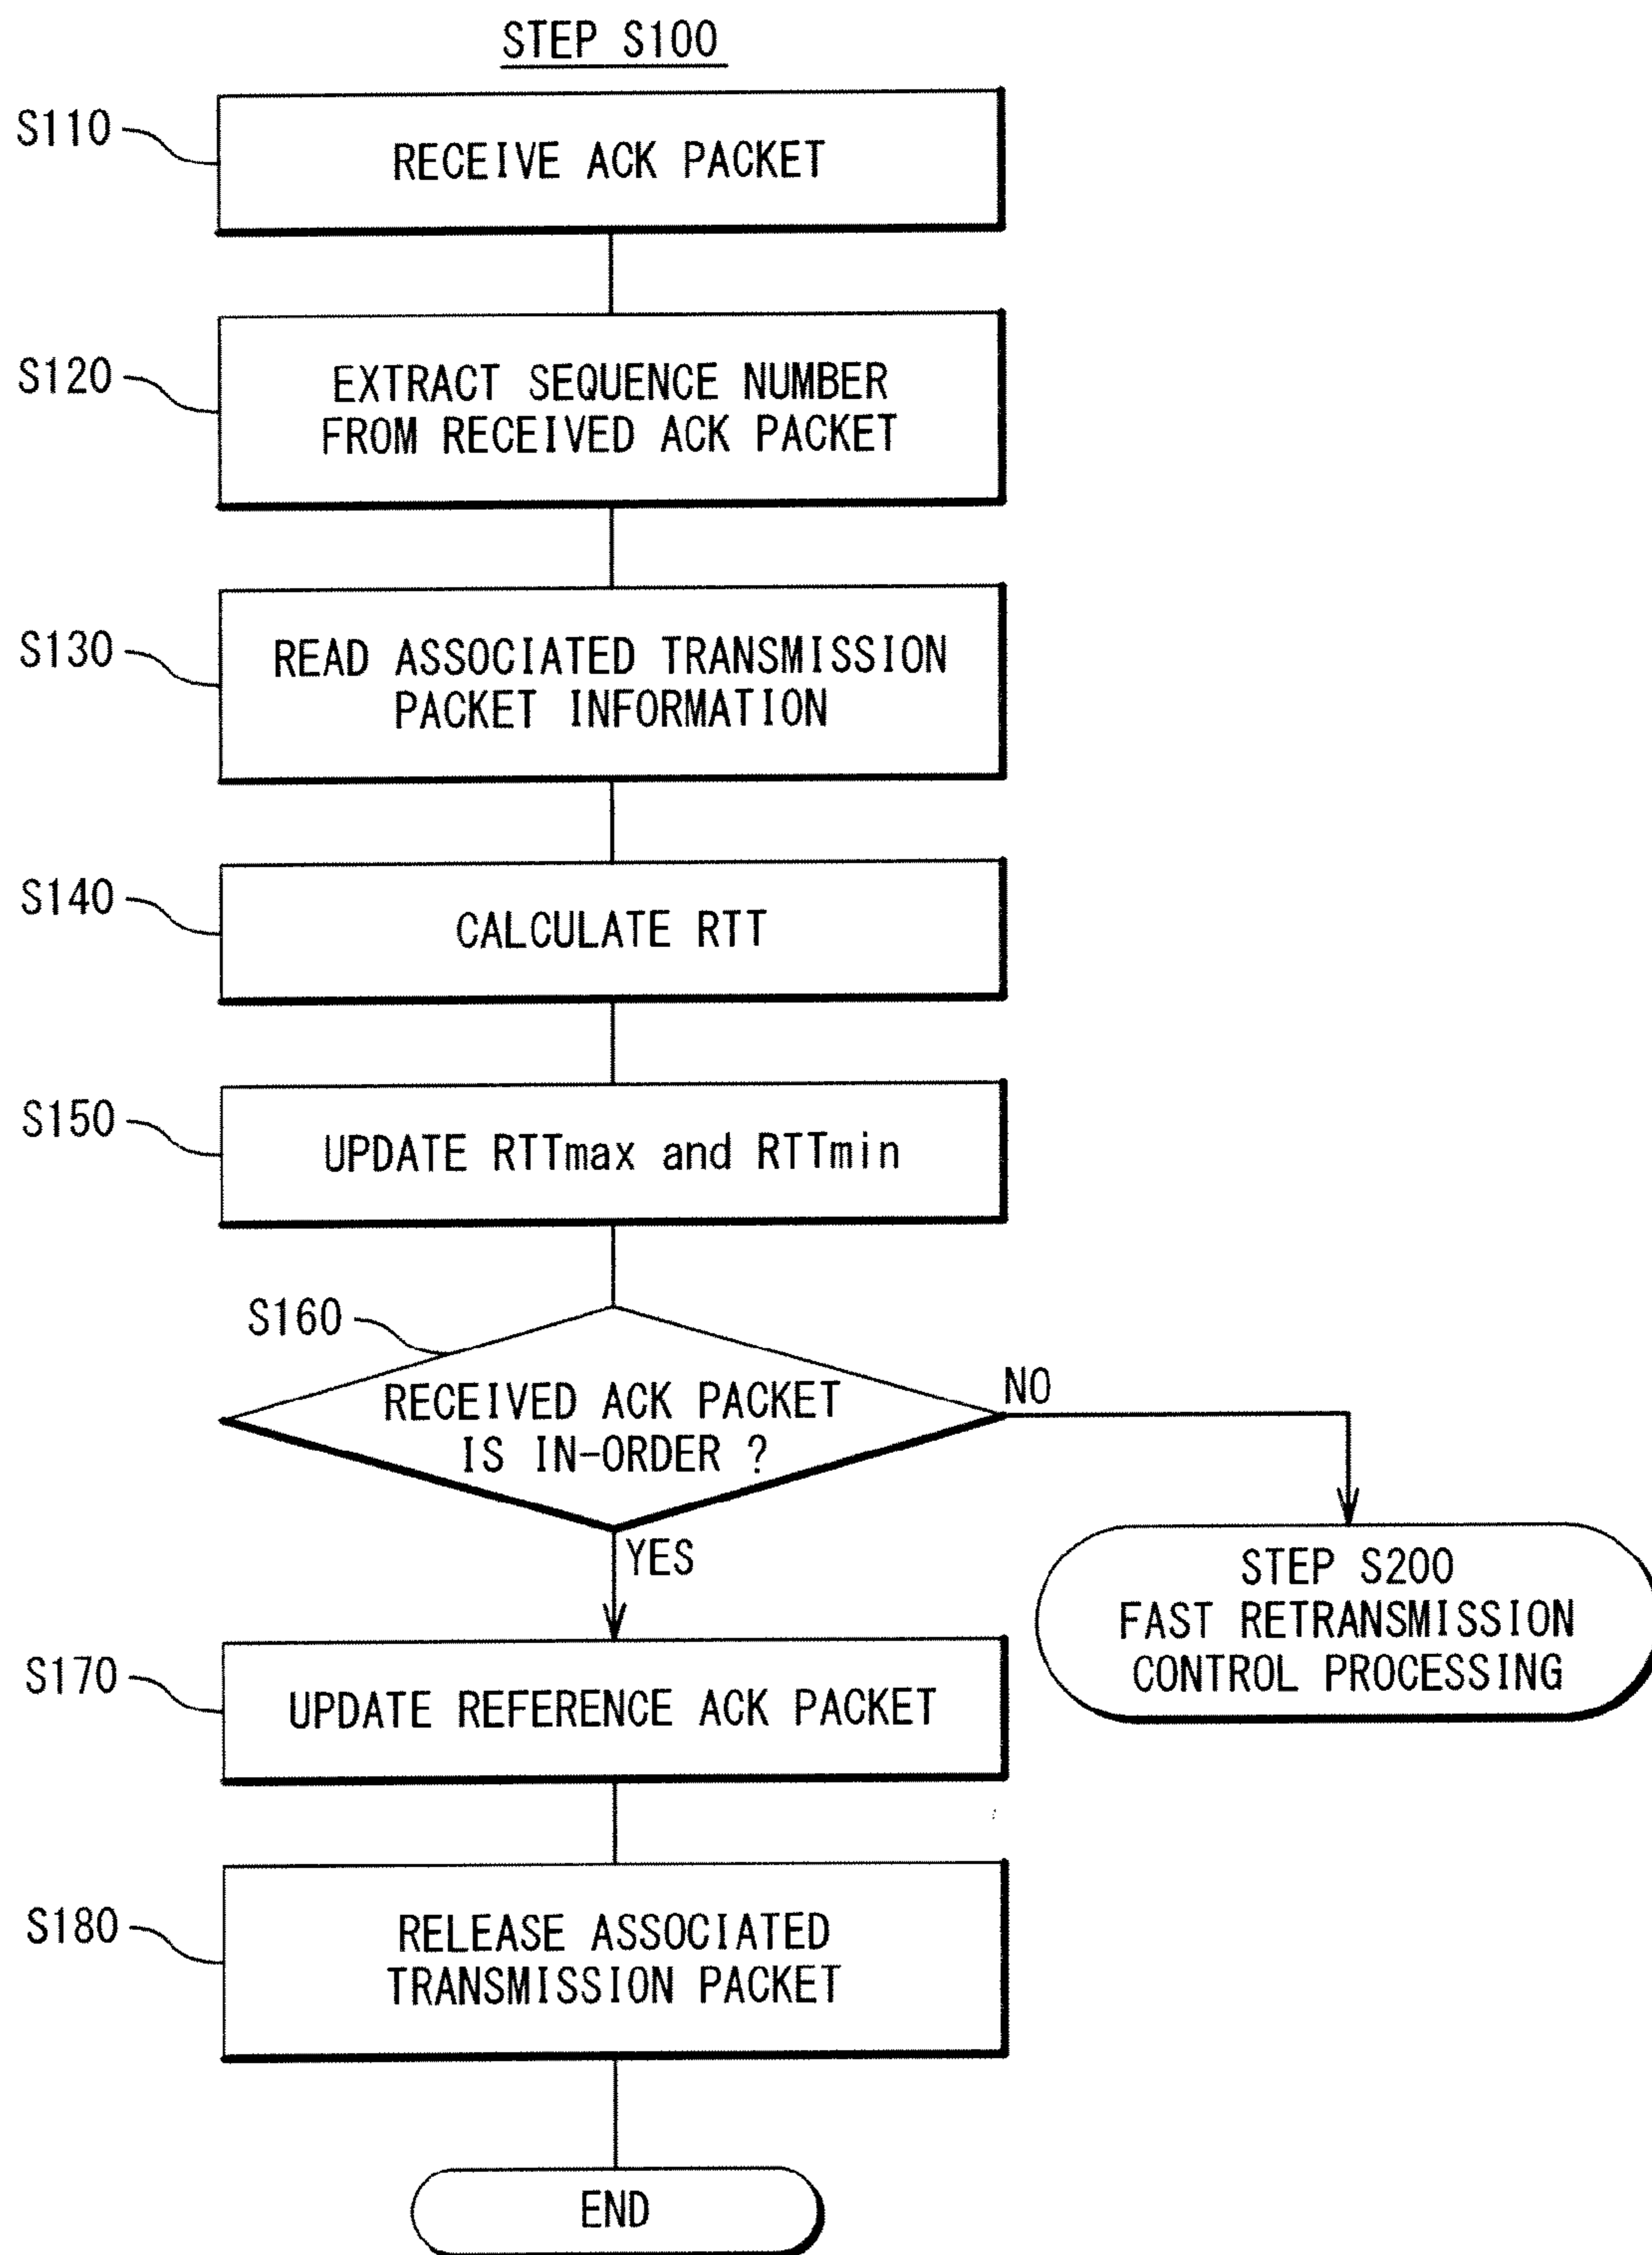 STEP S100
S110
RECEIVE ACK PACKET
S120
EXTRACT SEQUENCE NUMBER
FROM RECEIVED ACK PACKET
S130
READ ASSOCIATED TRANSMISSION
PACKET INFORMATION
S140
CALCULATE RTT
S150
UPDATE RTTmax and RTTmin
S160
RECEIVED ACK PACKET
IS IN-ORDER ?
NO
YES
STEP S200
FAST RETRANSMISSION
CONTROL PROCESSING
S170
UPDATE REFERENCE ACK PACKET
S180
RELEASE ASSOCIATED
TRANSMISSION PACKET
END